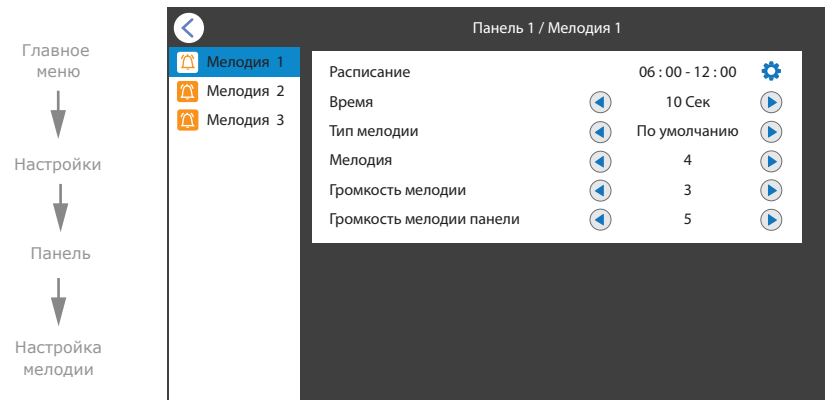 Главное
меню
Настройки
Панель
Настройка
мелодии
Панель 1 / Мелодия 1
Мелодия 1
Мелодия 2
Мелодия 3
Расписание 06 : 00 - 12 : 00
Время 10 Сек
Тип мелодии По умолчанию
Мелодия 4
Громкость мелодии 3
Громкость мелодии панели 5